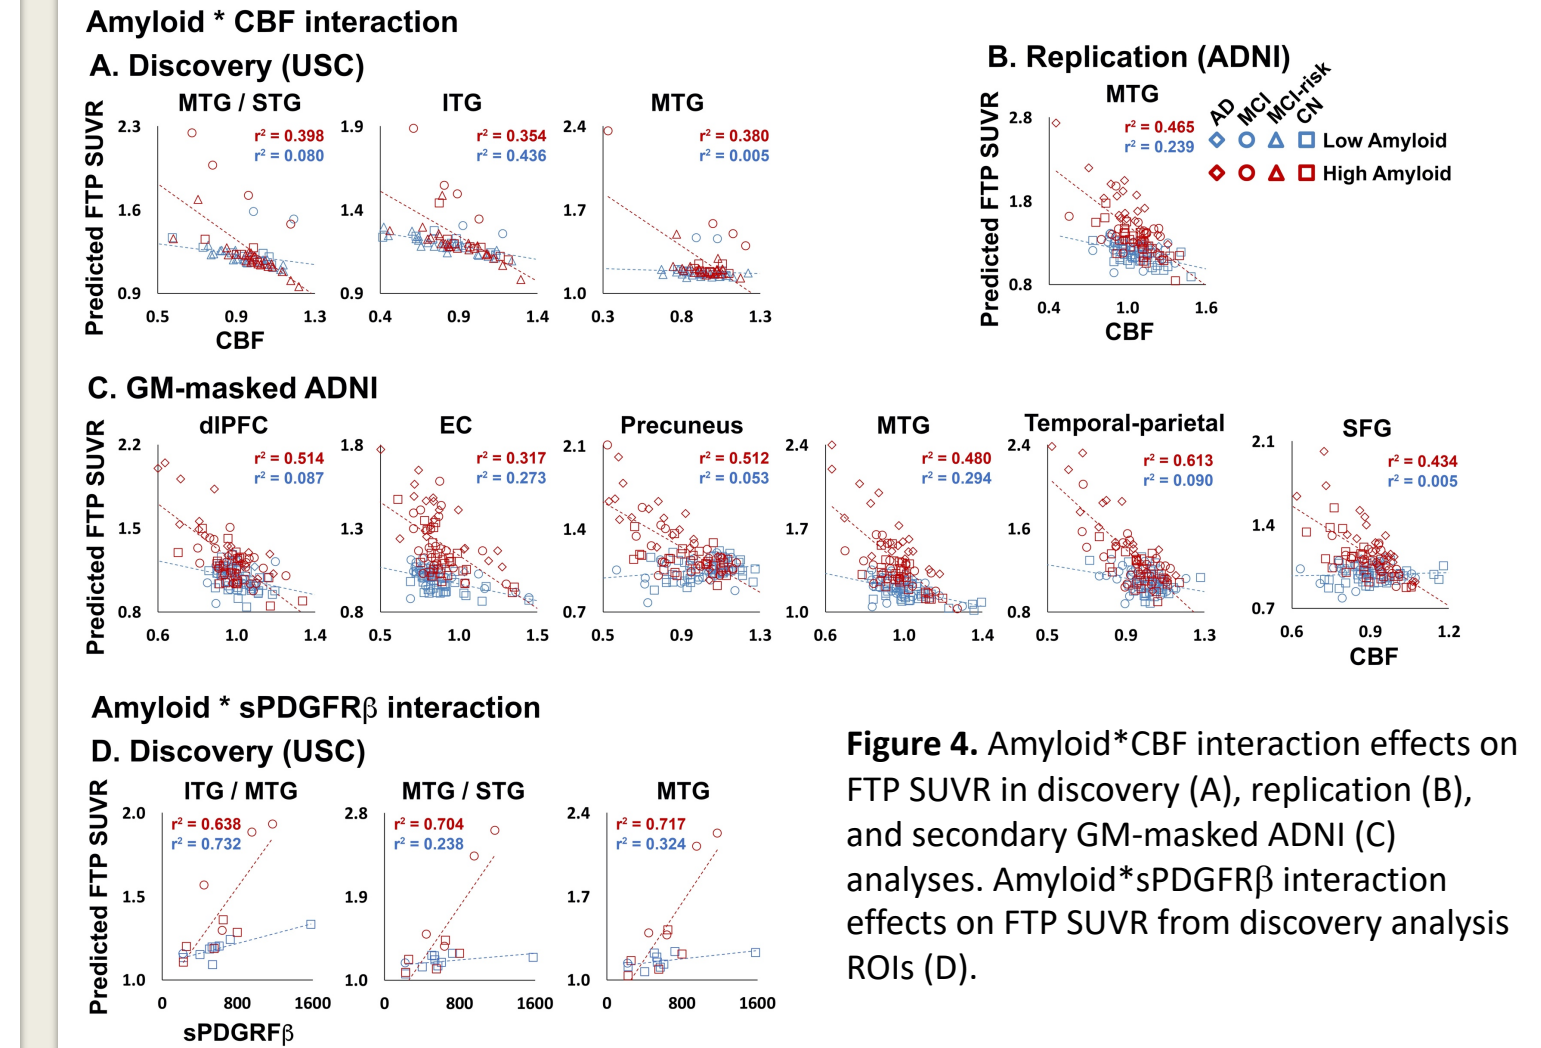 Amyloid * CBF interaction
A. Discovery (USC)
MTG / STG
Predicted FTP SUVR
2.3
1.6
0.9
r² = 0.398
r² = 0.080
0.5 0.9 1.3
CBF
ITG
1.9
1.4
0.9
r² = 0.354
r² = 0.436
0.4 0.9 1.4
MTG
2.4
1.7
1.0
r² = 0.380
r² = 0.005
0.3 0.8 1.3
B. Replication (ADNI)
MTG
Predicted FTP SUVR
2.8
1.8
0.8
r² = 0.465
r² = 0.239
0.4 1.0 1.6
CBF
AD MCI MCI-risk CN
Low Amyloid
High Amyloid
C. GM-masked ADNI
dlPFC
Predicted FTP SUVR
2.2
1.5
0.8
r² = 0.514
r² = 0.087
0.6 1.0 1.4
EC
1.8
1.3
0.8
r² = 0.317
r² = 0.273
0.5 1.0 1.5
Precuneus
2.1
1.4
0.7
r² = 0.512
r² = 0.053
0.5 0.9 1.3
MTG
2.4
1.7
1.0
r² = 0.480
r² = 0.294
0.6 1.0 1.4
Temporal-parietal
2.4
1.6
0.8
r² = 0.613
r² = 0.090
0.5 0.9 1.3
SFG
2.1
1.4
0.7
r² = 0.434
r² = 0.005
0.6 0.9 1.2
CBF
Amyloid * sPDGFRβ interaction
D. Discovery (USC)
ITG / MTG
Predicted FTP SUVR
2.0
1.5
1.0
r² = 0.638
r² = 0.732
0 800 1600
sPDGRFβ
MTG / STG
2.8
1.9
1.0
r² = 0.704
r² = 0.238
0 800 1600
MTG
2.4
1.7
1.0
r² = 0.717
r² = 0.324
0 800 1600
Figure 4. Amyloid*CBF interaction effects on
FTP SUVR in discovery (A), replication (B),
and secondary GM-masked ADNI (C)
analyses. Amyloid*sPDGFRβ interaction
effects on FTP SUVR from discovery analysis
ROIs (D).